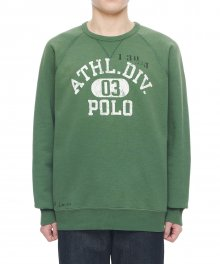 ATHL. DIV.
03
POLO